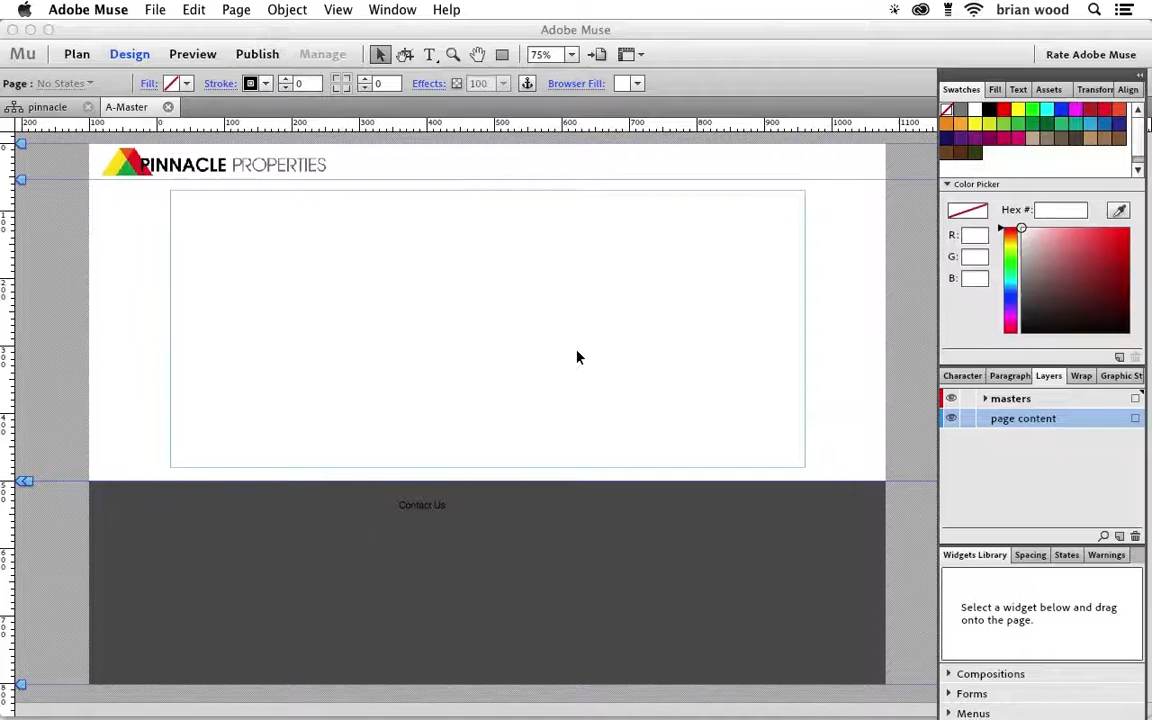 Adobe Muse File Edit Page Object View Window Help brian wood
Adobe Muse
Mu Plan Design Preview Publish Manage 75% Rate Adobe Muse
Page: No States Fill: Stroke: 0 0 Effects: 100 Browser Fill:
pinnacle A-Master
200 100 0 100 200 300 400 500 600 700 800 900 1000 1100
PINNACLE PROPERTIES
Contact Us
Swatches Fill Text Assets Transform Align
Color Picker
Hex #:
R:
G:
B:
Character Paragraph Layers Wrap Graphic St
masters
page content
Widgets Library Spacing States Warnings
Select a widget below and drag
onto the page.
Compositions
Forms
Menus